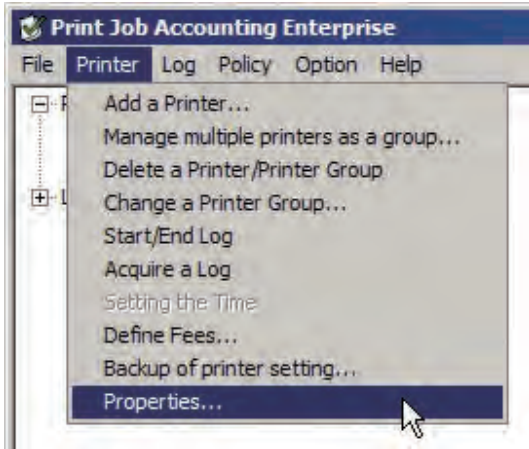 Print Job Accounting Enterprise
File Printer Log Policy Option Help
Add a Printer...
Manage multiple printers as a group...
Delete a Printer/Printer Group
Change a Printer Group...
Start/End Log
Acquire a Log
Setting the Time
Define Fees...
Backup of printer setting...
Properties...